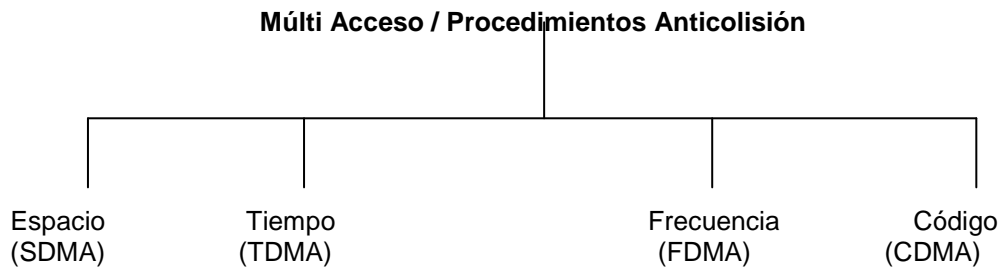 Múlti Acceso / Procedimientos Anticolisión
Espacio Tiempo Frecuencia Código
(SDMA) (TDMA) (FDMA) (CDMA)